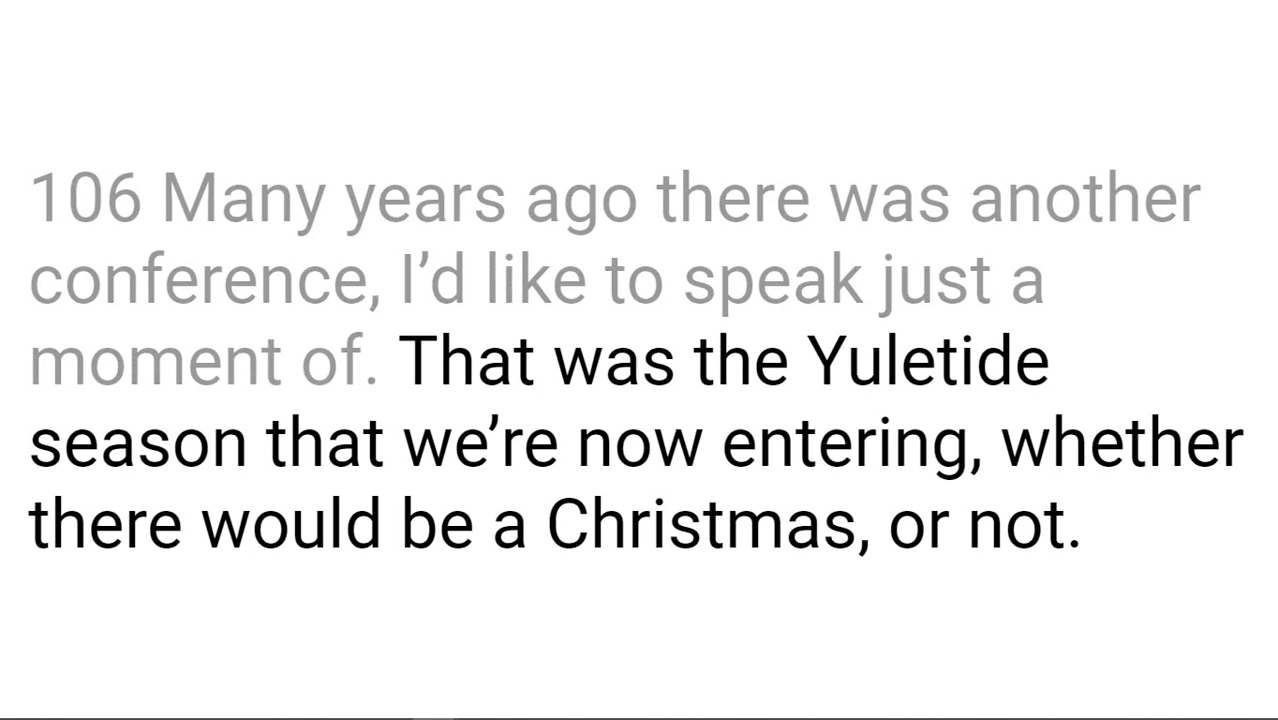 106 Many years ago there was another
conference, I’d like to speak just a
moment of. That was the Yuletide
season that we’re now entering, whether
there would be a Christmas, or not.